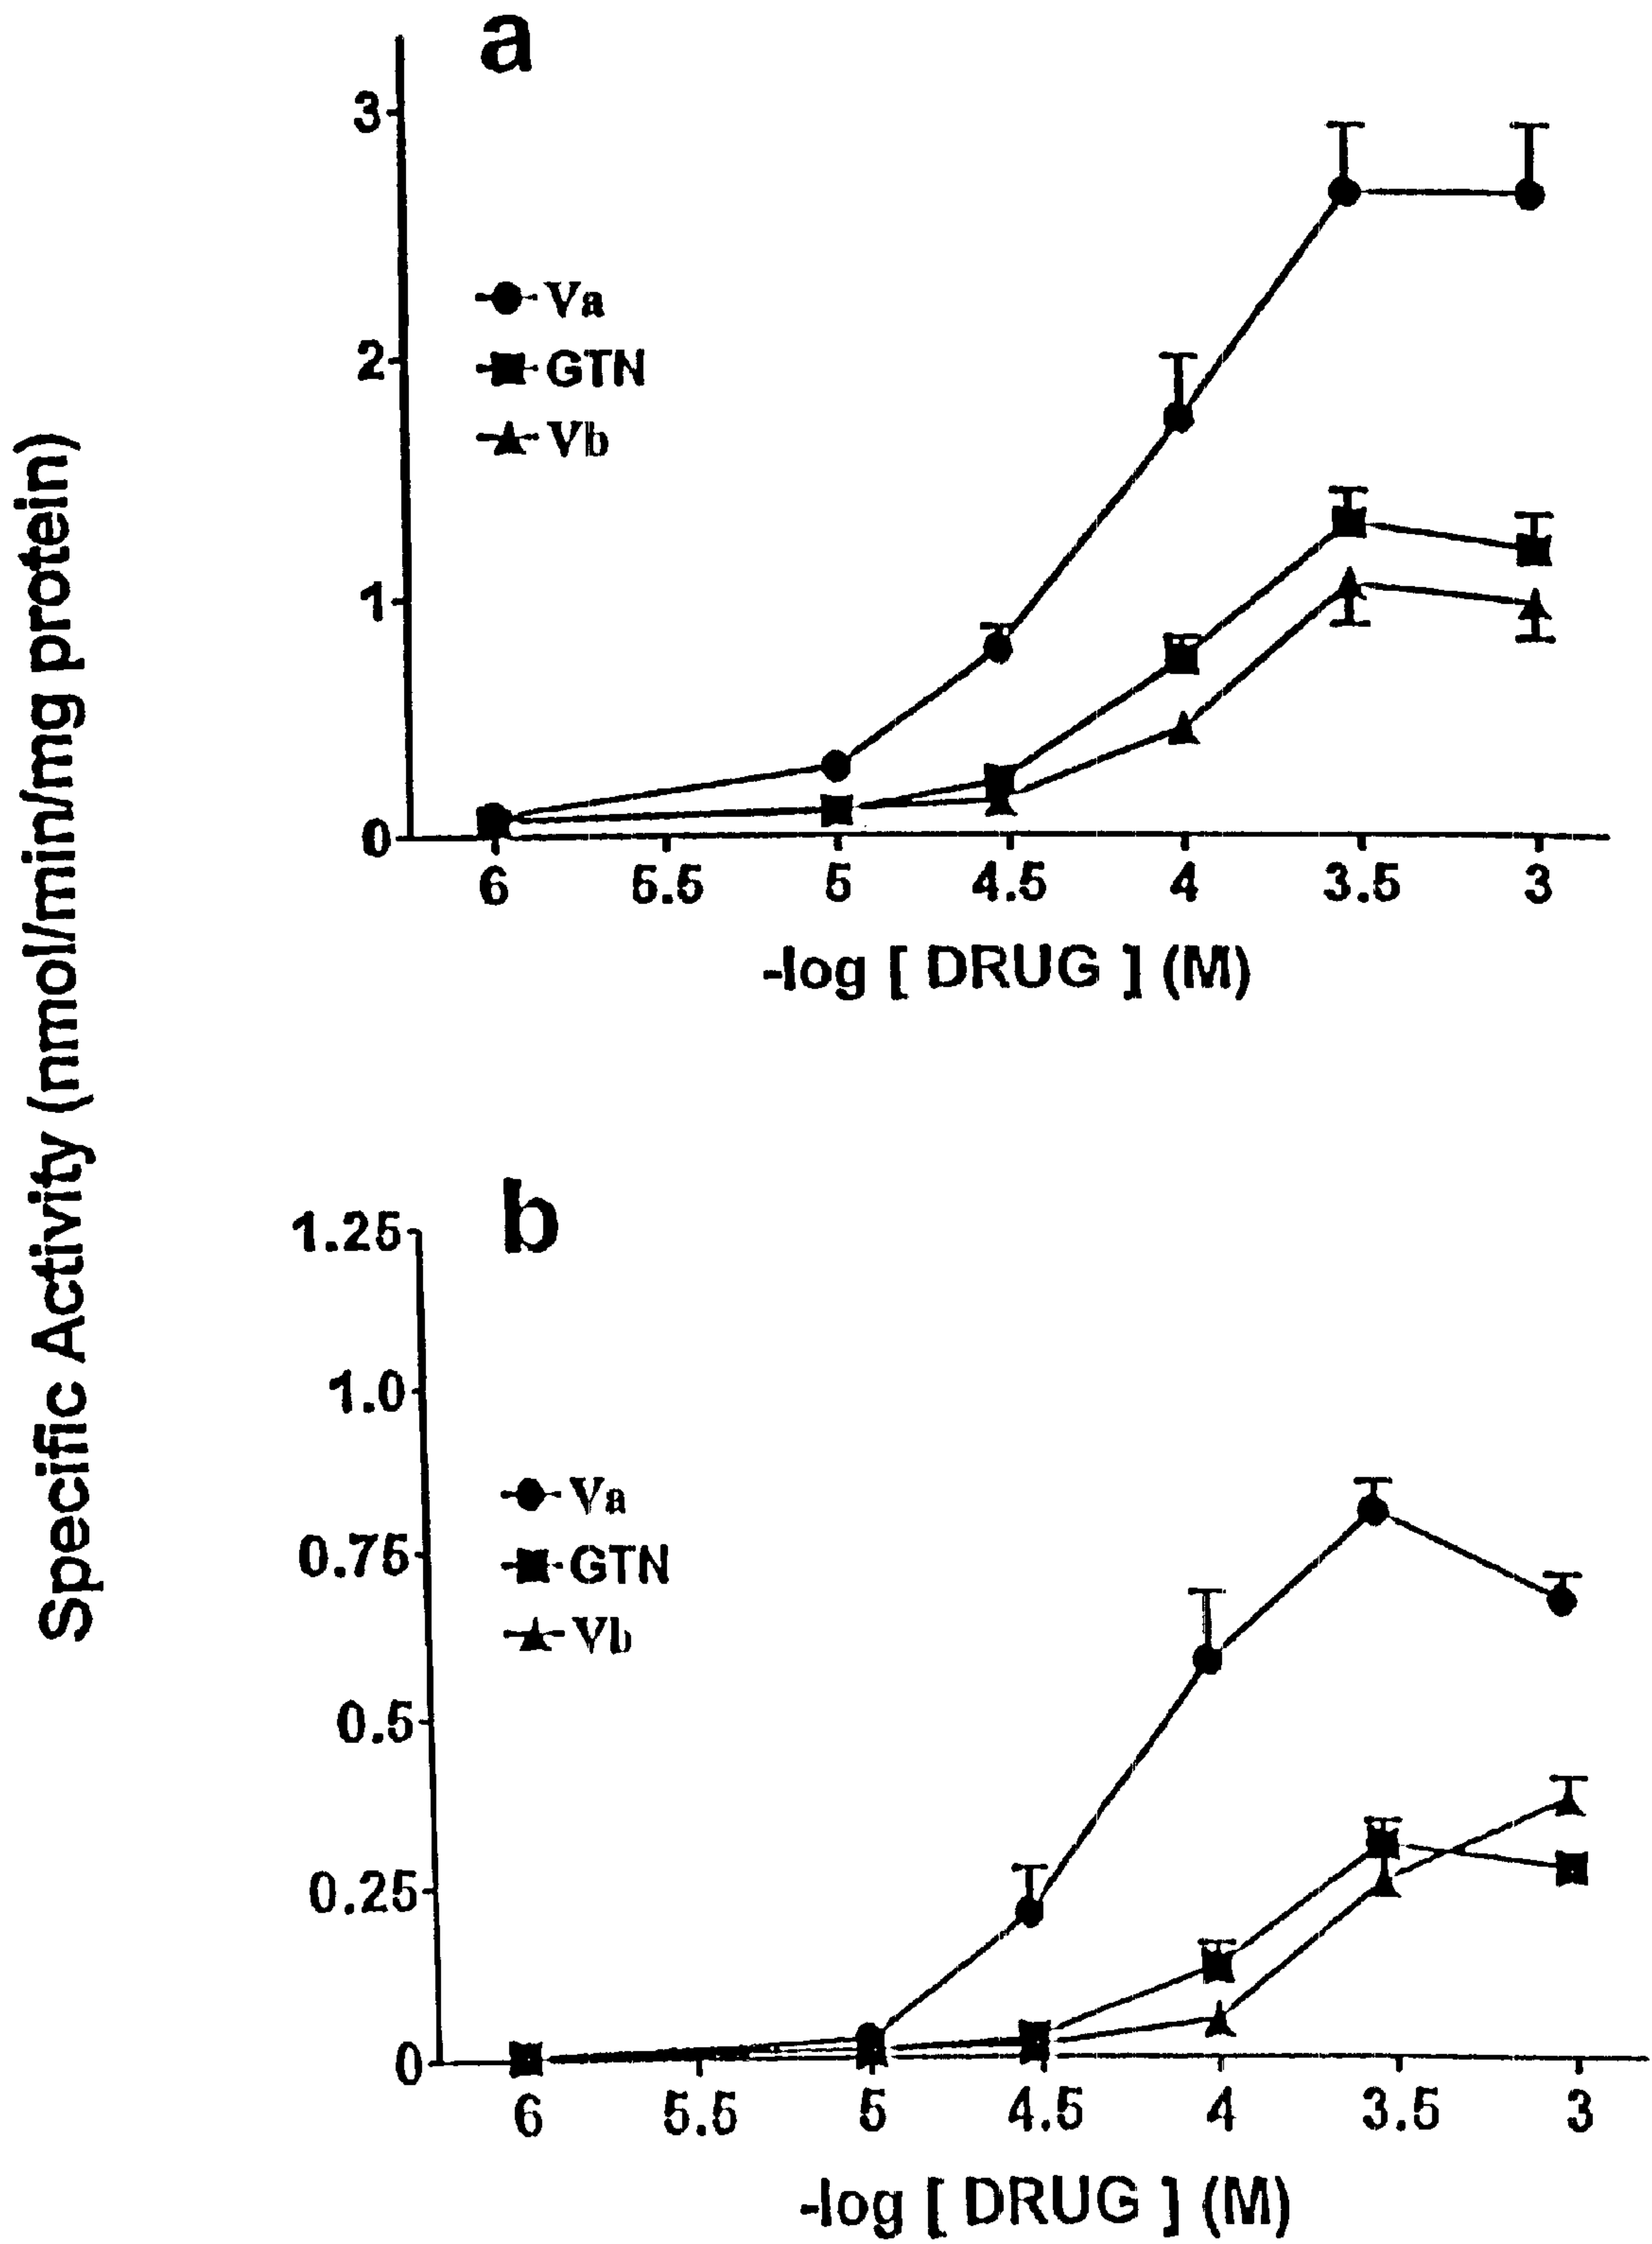 Specific Activity (nmol/min/mg protein)
a
3
2
1
0
Va
GTN
Vb
6 5.5 5 4.5 4 3.5 3
-log [ DRUG ] (M)
b
1.25
1.0
0.75
0.5
0.25
0
Va
GTN
Vb
6 5.5 5 4.5 4 3.5 3
-log [ DRUG ] (M)